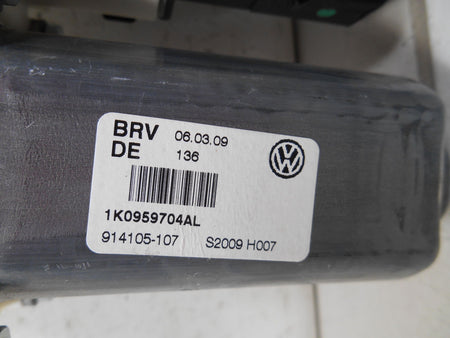 BRV 06.03.09
DE 136
1K0959704AL
914105-107 S2009 H007